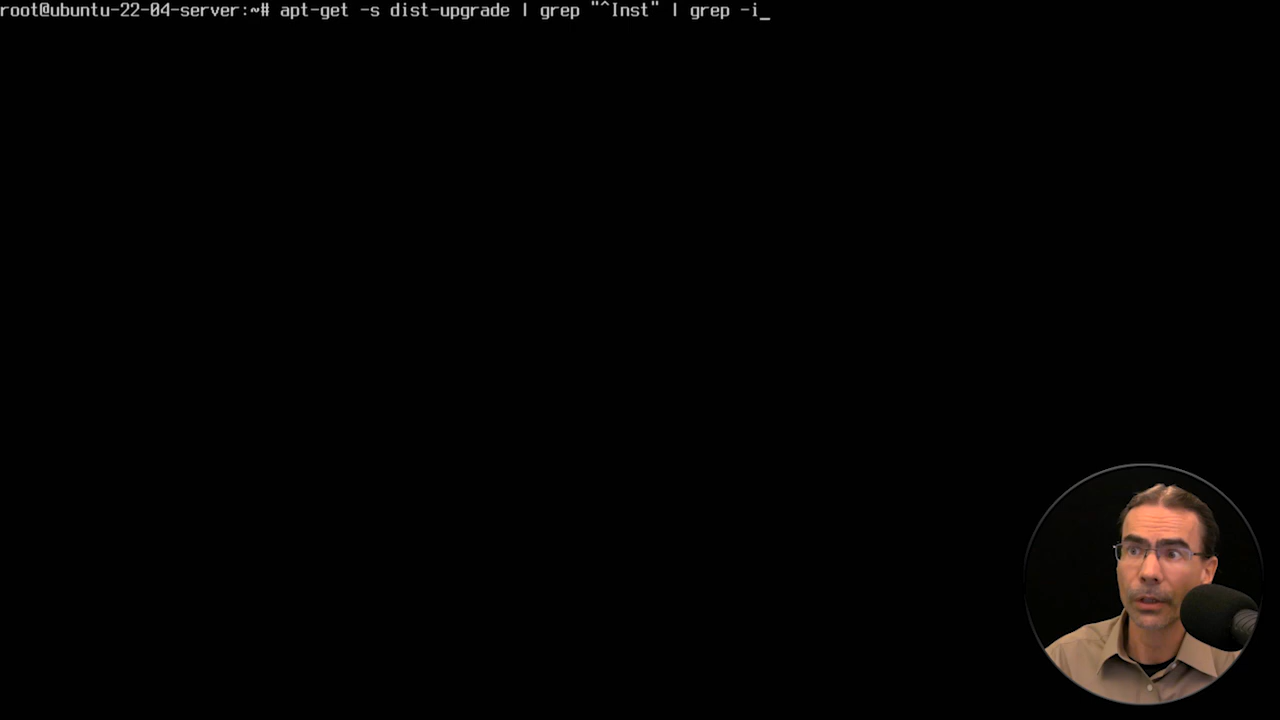 root@ubuntu-22-04-server:~# apt-get -s dist-upgrade | grep "^Inst" | grep -i_